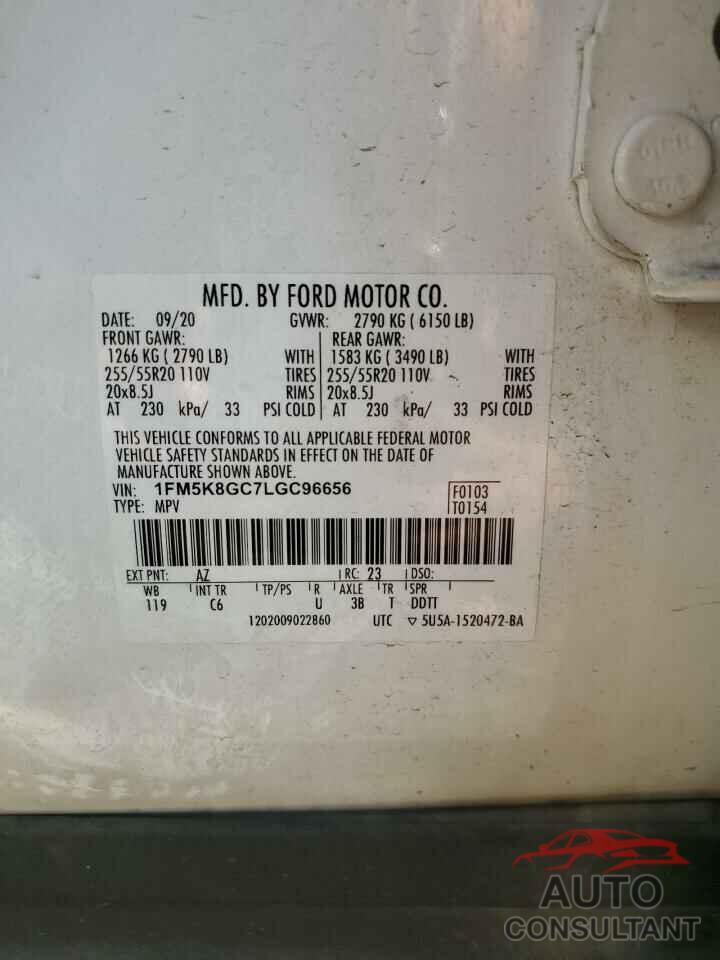 MFD. BY FORD MOTOR CO.
DATE: 09/20 GVWR: 2790 KG ( 6150 LB)
FRONT GAWR: REAR GAWR:
1266 KG ( 2790 LB) WITH 1583 KG ( 3490 LB) WITH
255/55R20 110V TIRES 255/55R20 110V TIRES
20x8.5J RIMS 20x8.5J RIMS
AT 230 kPa/ 33 PSI COLD AT 230 kPa/ 33 PSI COLD
THIS VEHICLE CONFORMS TO ALL APPLICABLE FEDERAL MOTOR
VEHICLE SAFETY STANDARDS IN EFFECT ON THE DATE OF
MANUFACTURE SHOWN ABOVE.
VIN: 1FM5K8GC7LGC96656 F0103
TYPE: MPV T0154
EXT PNT: AZ RC: 23 DSO:
WB INT TR TP/PS R AXLE TR SPR
119 C6 U 3B T DDTT
1202009022860 UTC ▽ 5U5A-1520472-BA
AUTO
CONSULTANT